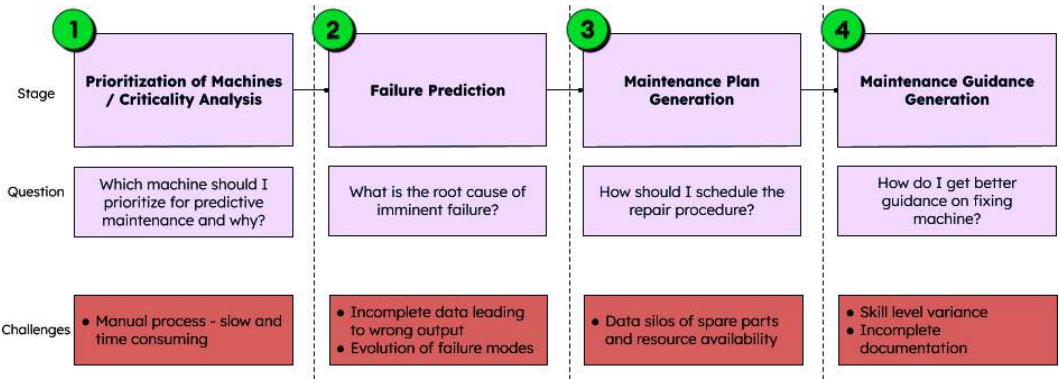 1
2
3
4
Stage
Prioritization of Machines
/ Criticality Analysis
Failure Prediction
Maintenance Plan
Generation
Maintenance Guidance
Generation
Question
Which machine should I
prioritize for predictive
maintenance and why?
What is the root cause of
imminent failure?
How should I schedule the
repair procedure?
How do I get better
guidance on fixing
machine?
Challenges
• Manual process - slow and
time consuming
• Incomplete data leading
to wrong output
• Evolution of failure modes
• Data silos of spare parts
and resource availability
• Skill level variance
• Incomplete
documentation